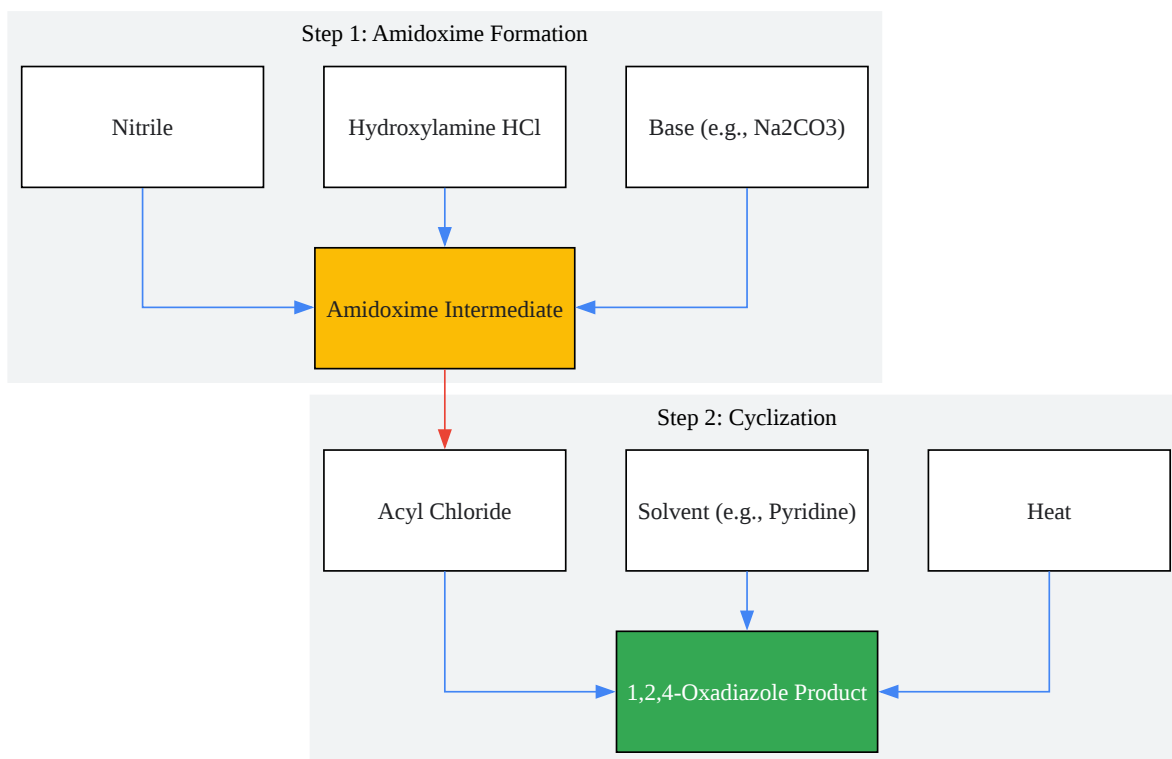 Step 1: Amidoxime Formation
Nitrile
Hydroxylamine HCl
Base (e.g., Na2CO3)
Amidoxime Intermediate
Step 2: Cyclization
Acyl Chloride
Solvent (e.g., Pyridine)
Heat
1,2,4-Oxadiazole Product